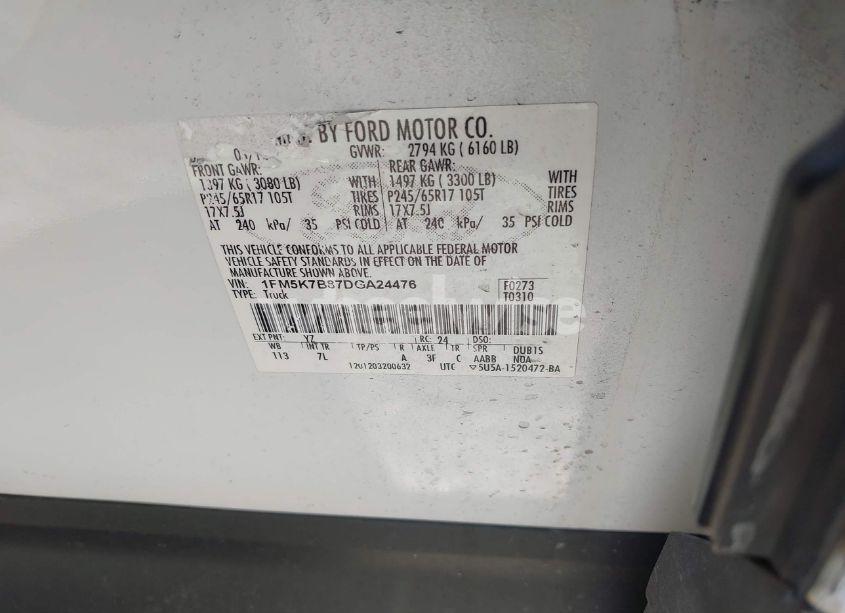 BY FORD MOTOR CO.
GVWR: 2794 KG ( 6160 LB)
FRONT GAWR: REAR GAWR:
1397 KG ( 3080 LB) WITH 1497 KG ( 3300 LB) WITH
P245/65R17 105T TIRES P245/65R17 105T TIRES
17X7.5J RIMS 17X7.5J RIMS
AT 240 kPa/ 35 PSI COLD AT 240 kPa/ 35 PSI COLD
THIS VEHICLE CONFORMS TO ALL APPLICABLE FEDERAL MOTOR
VEHICLE SAFETY STANDARDS IN EFFECT ON THE DATE OF
MANUFACTURE SHOWN ABOVE.
VIN: 1FM5K7B87DGA24476 F0273
TYPE: Truck T0310
EXT PNT: YZ RC: 24 DSO:
WB INT TR TP/PS R AXLE TR SPR DUB1S
113 7L A 3F C AABB NDA
1201203200632 UTC ▽5U5A-1520472-BA